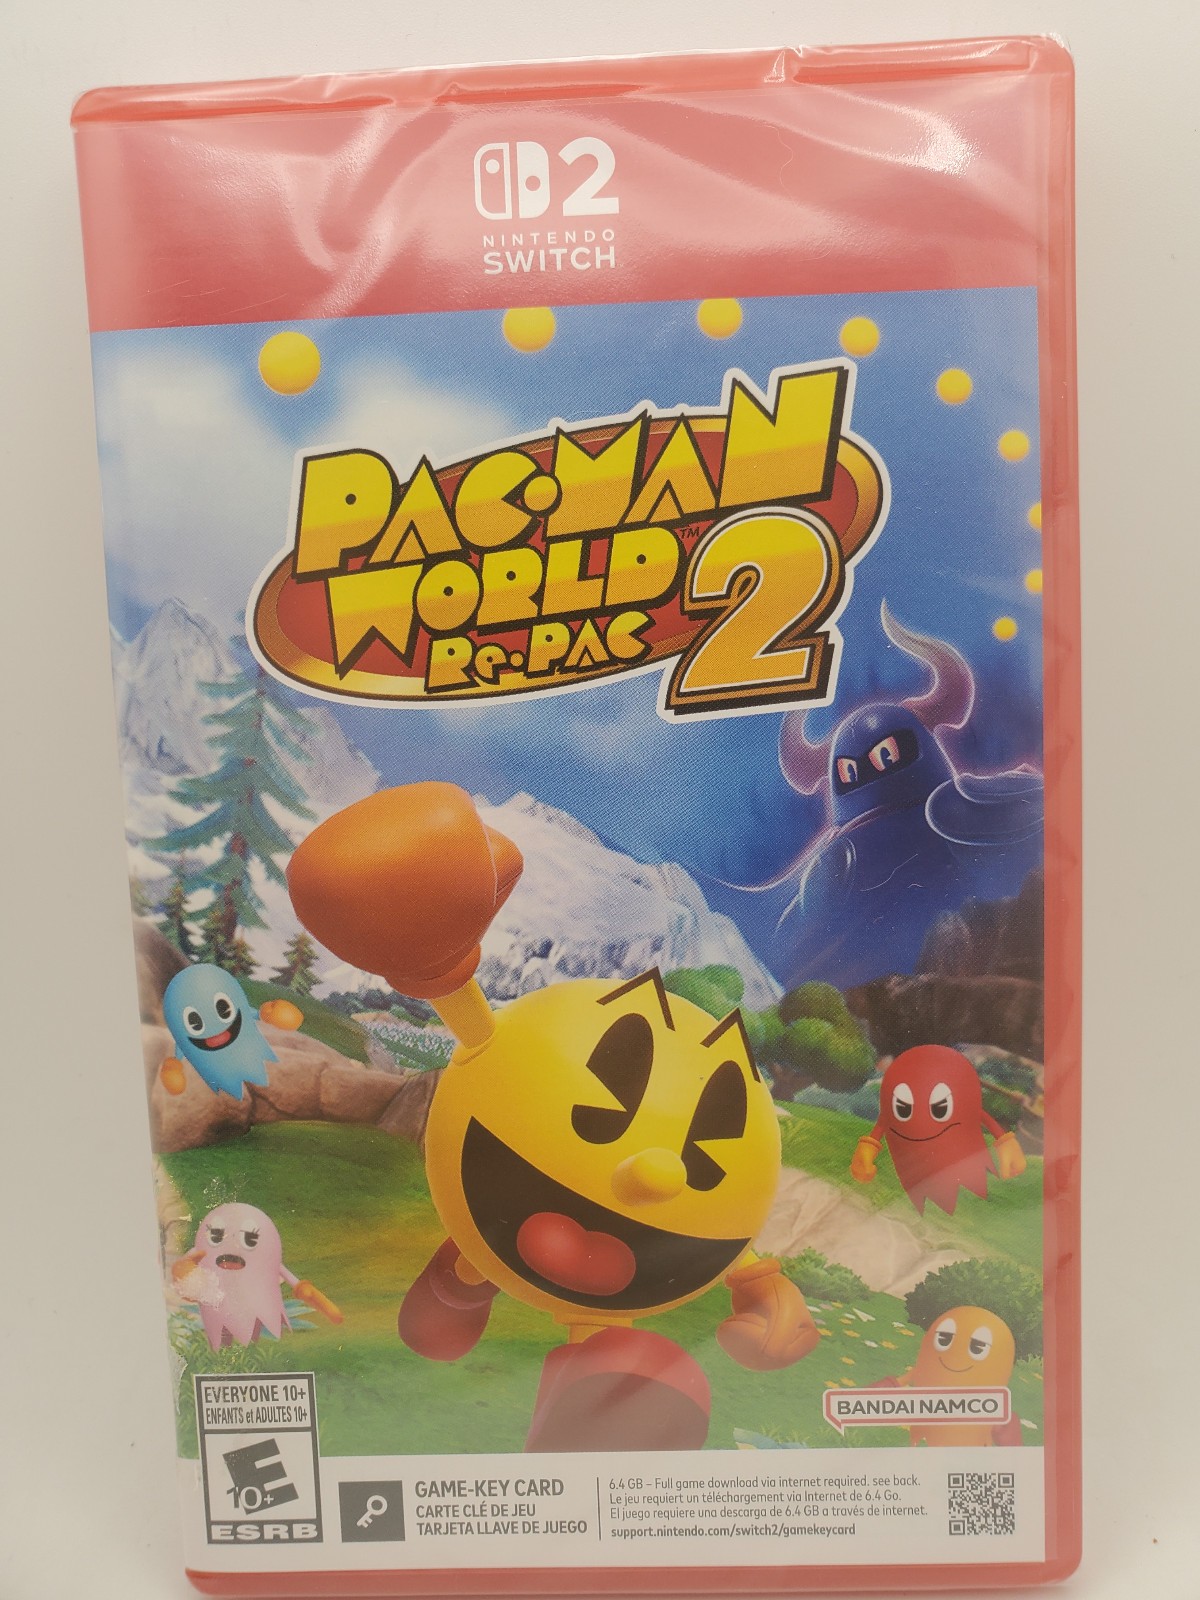 2
NINTENDO
SWITCH
PAC-MAN
WORLD™ 2
Re-PAC
BANDAI NAMCO
EVERYONE 10+
ENFANTS et ADULTES 10+
E
10+
ESRB
GAME-KEY CARD
CARTE CLÉ DE JEU
TARJETA LLAVE DE JUEGO
6.4 GB – Full game download via internet required. see back.
Le jeu requiert un téléchargement via Internet de 6.4 Go.
El juego requiere una descarga de 6.4 GB a través de internet.
support.nintendo.com/switch2/gamekeycard